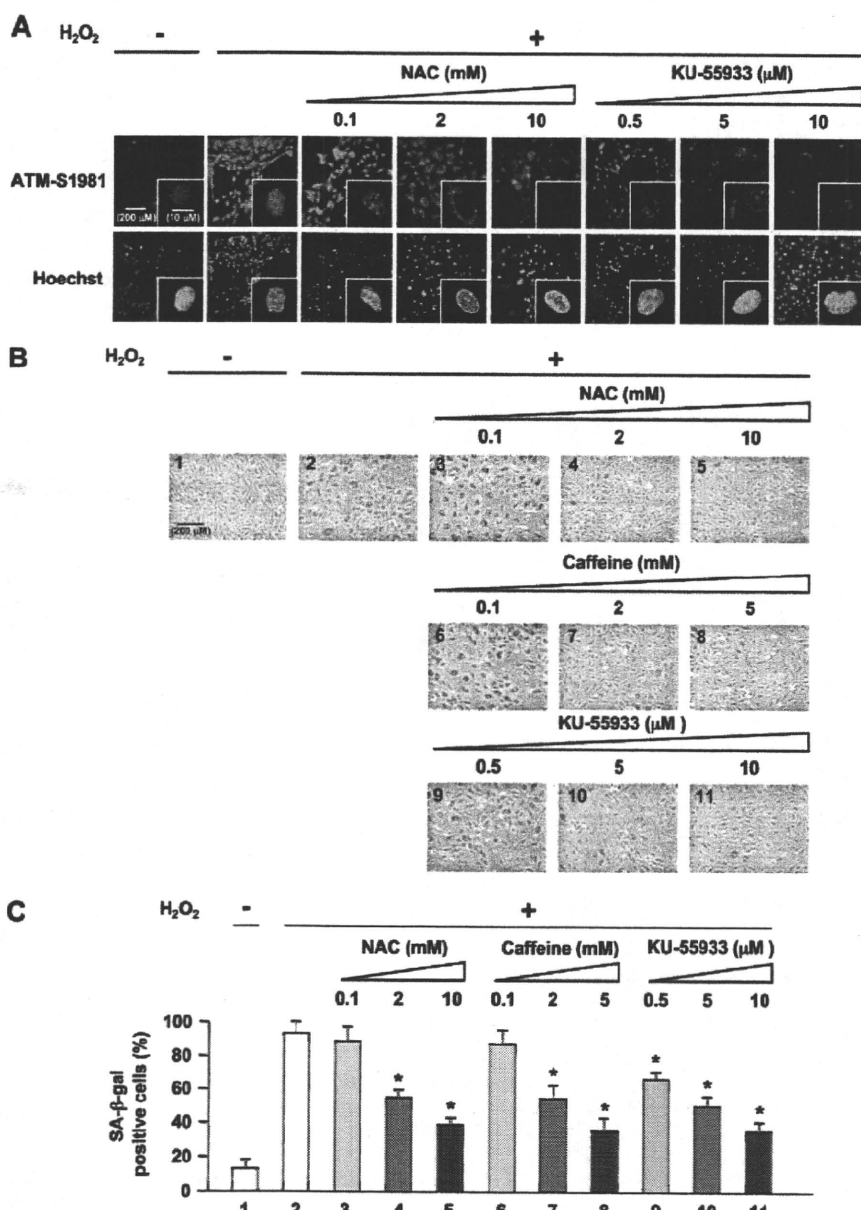 A
H₂O₂ - +
NAC (mM) KU-55933 (μM)
0.1 2 10 0.5 5 10
ATM-S1981
(200 μM) (10 μM)
Hoechst
B
H₂O₂ - +
NAC (mM)
0.1 2 10
1 2 3 4 5
(200 μM)
Caffeine (mM)
0.1 2 5
6 7 8
KU-55933 (μM )
0.5 5 10
9 10 11
C
H₂O₂ - +
NAC (mM) Caffeine (mM) KU-55933 (μM )
0.1 2 10 0.1 2 5 0.5 5 10
SA-β-gal
positive cells (%)
100
80
60
40
20
0
* * * * * * *
1 2 3 4 5 6 7 8 9 10 11